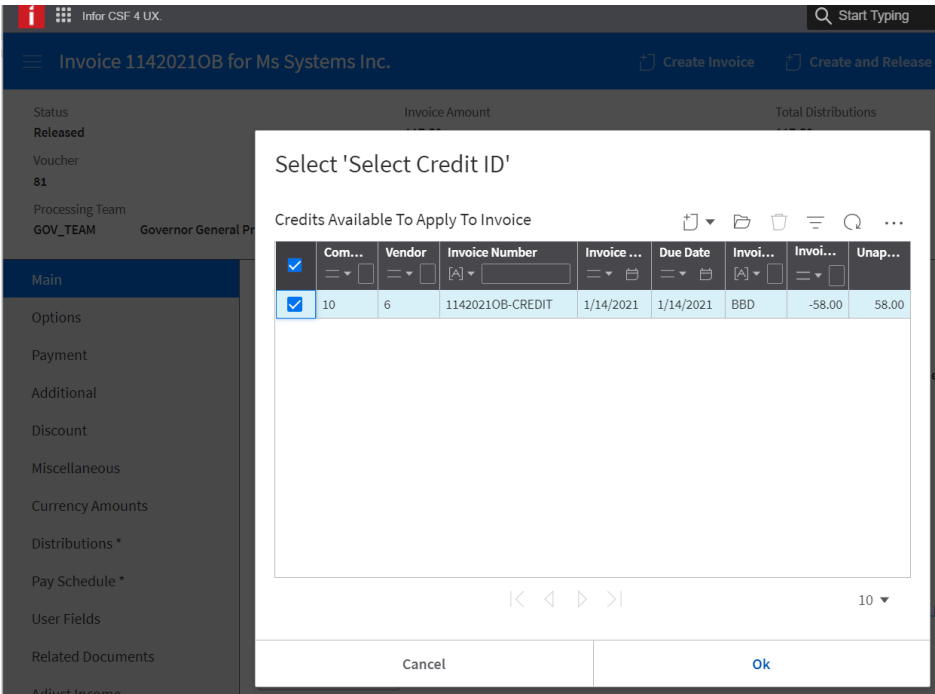 Infor CSF 4 UX.
Start Typing
Invoice 1142021OB for Ms Systems Inc.
Create Invoice
Create and Release
Status
Released
Invoice Amount
Total Distributions
Voucher
81
Processing Team
GOV_TEAM Governor General Pr
Main
Options
Payment
Additional
Discount
Miscellaneous
Currency Amounts
Distributions *
Pay Schedule *
User Fields
Related Documents
Adjust Income
Select 'Select Credit ID'
Credits Available To Apply To Invoice
Com... Vendor Invoice Number Invoice ... Due Date Invoi... Invoi... Unap...
10 6 1142021OB-CREDIT 1/14/2021 1/14/2021 BBD -58.00 58.00
10
Cancel
Ok